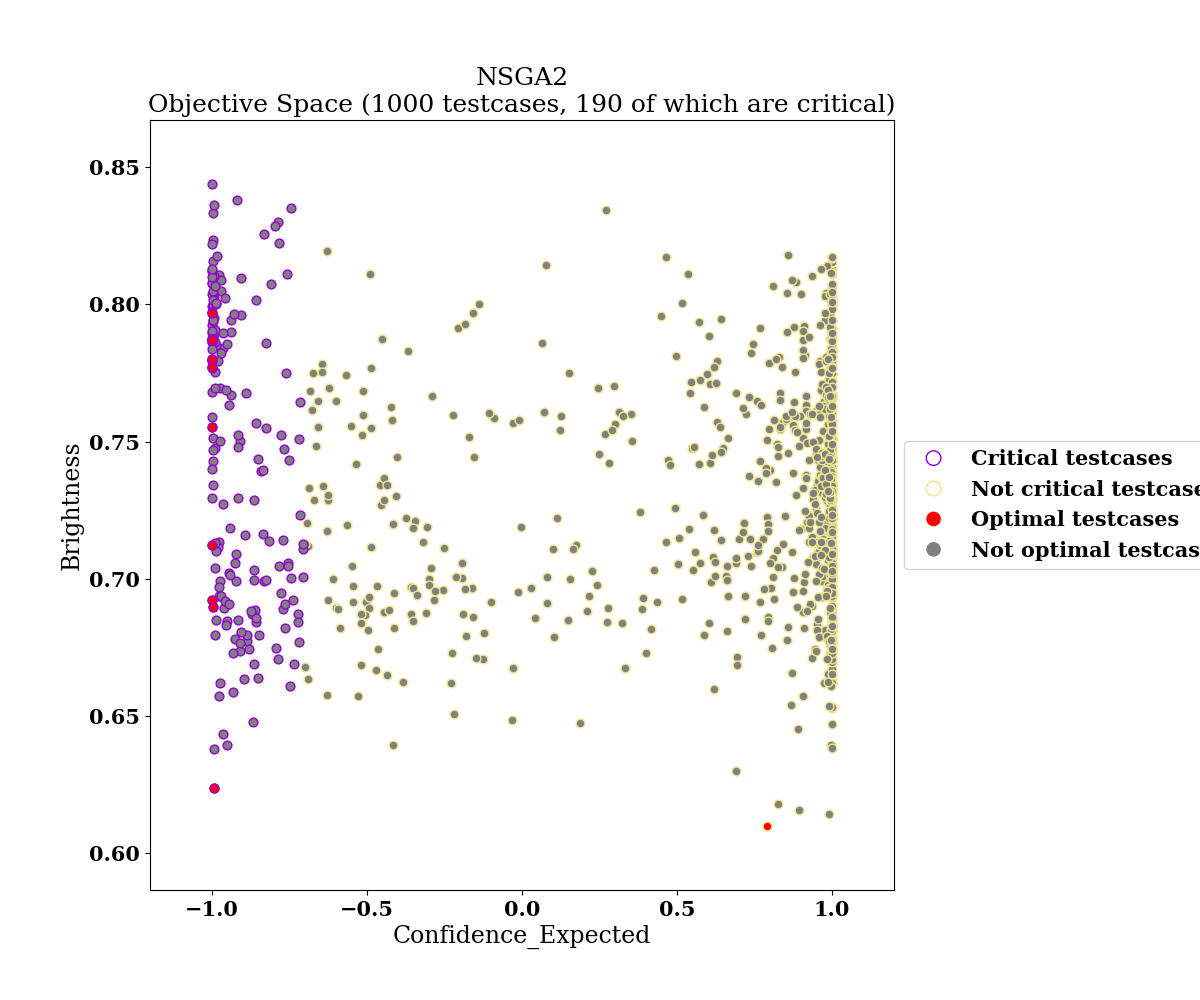 NSGA2
Objective Space (1000 testcases, 190 of which are critical)
0.85
0.80
0.75
0.70
0.65
0.60
Brightness
−1.0
−0.5
0.0
0.5
1.0
Confidence_Expected
Critical testcases
Not critical testcase
Optimal testcases
Not optimal testcas